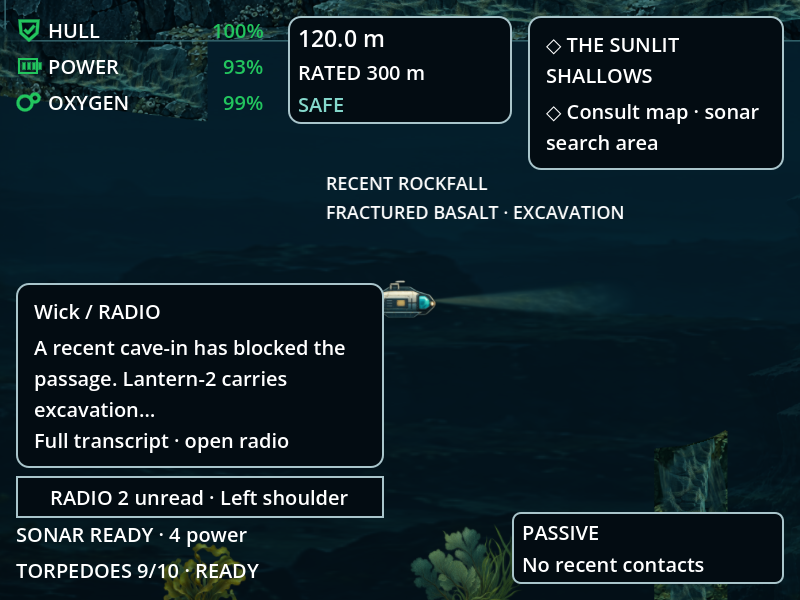 HULL 100%
POWER 93%
OXYGEN 99%
120.0 m
RATED 300 m
SAFE
◇ THE SUNLIT
SHALLOWS
◇ Consult map · sonar
search area
RECENT ROCKFALL
FRACTURED BASALT · EXCAVATION
Wick / RADIO
A recent cave-in has blocked the
passage. Lantern-2 carries
excavation...
Full transcript · open radio
RADIO 2 unread · Left shoulder
SONAR READY · 4 power
TORPEDOES 9/10 · READY
PASSIVE
No recent contacts